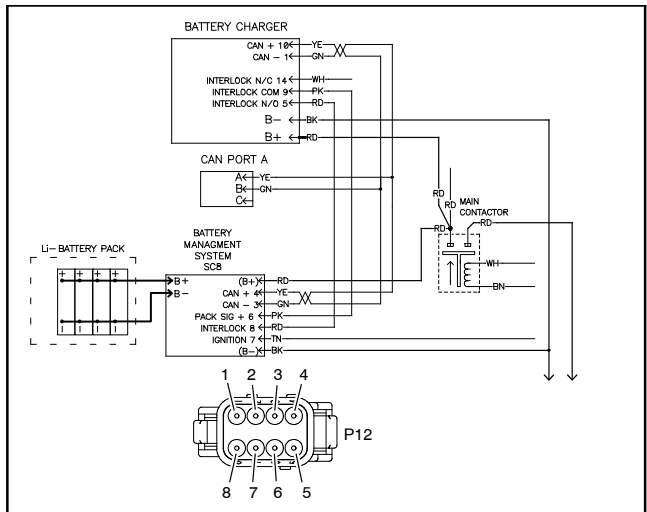 BATTERY CHARGER
CAN + 10 YE
CAN - 1 GN
INTERLOCK N/C 14 WH
INTERLOCK COM 9 PK
INTERLOCK N/O 5 RD
B- BK
B+ RD
CAN PORT A
A YE
B GN
C
RD
RD
MAIN
CONTACTOR
RD
RD
WH
BN
BATTERY
MANAGMENT
SYSTEM
SC8
Li-BATTERY PACK
+ + + +
- - - -
B+
B-
(B+) RD
CAN + 4 YE
CAN - 3 GN
PACK SIG + 6 PK
INTERLOCK 8 RD
IGNITION 7 TN
(B-) BK
1 2 3 4
P12
8 7 6 5